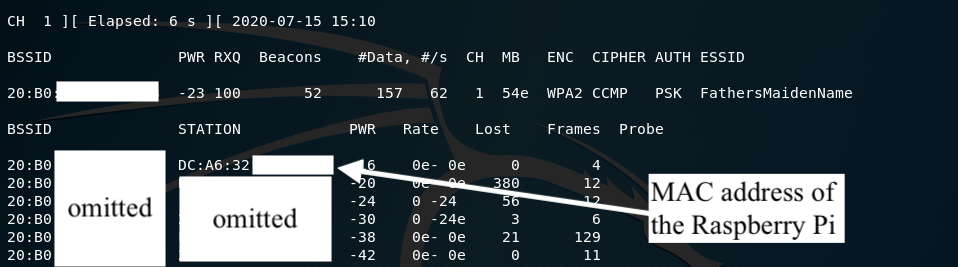 CH 1 ][ Elapsed: 6 s ][ 2020-07-15 15:10
BSSID PWR RXQ Beacons #Data, #/s CH MB ENC CIPHER AUTH ESSID
20:B0: -23 100 52 157 62 1 54e WPA2 CCMP PSK FathersMaidenName
BSSID STATION PWR Rate Lost Frames Probe
20:B0 DC:A6:32 6 0e- 0e 0 4
20:B0 -20 0e- 0e 380 12
20:B0 -24 0 -24 56 12
20:B0 -30 0 -24e 3 6
20:B0 -38 0e- 0e 21 129
20:B0 -42 0e- 0e 0 11
omitted
omitted
MAC address of
the Raspberry Pi